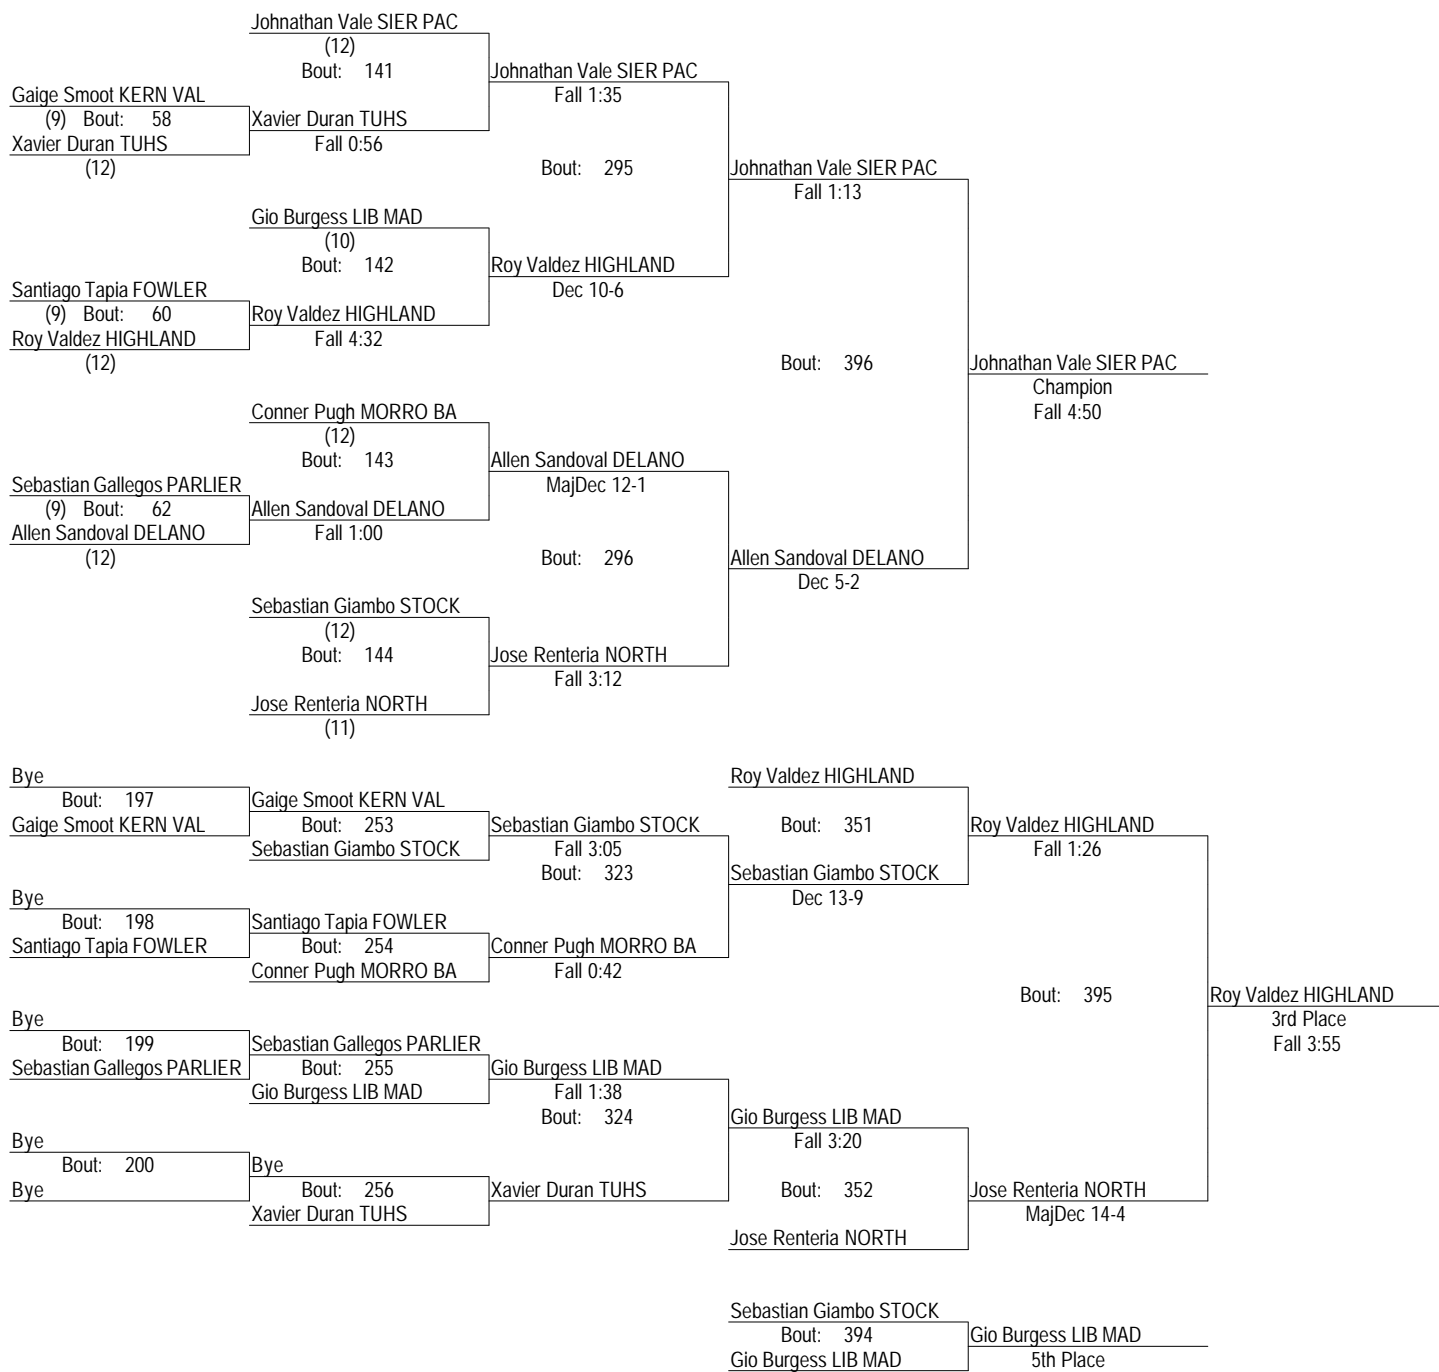 Johnathan Vale SIER PAC
(12)
Bout: 141
Johnathan Vale SIER PAC
Fall 1:35
Gaige Smoot KERN VAL
(9) Bout: 58
Xavier Duran TUHS
Xavier Duran TUHS
Fall 0:56
(12)
Bout: 295
Johnathan Vale SIER PAC
Fall 1:13
Gio Burgess LIB MAD
(10)
Bout: 142
Roy Valdez HIGHLAND
Dec 10-6
Santiago Tapia FOWLER
(9) Bout: 60
Roy Valdez HIGHLAND
Roy Valdez HIGHLAND
Fall 4:32
(12)
Bout: 396
Johnathan Vale SIER PAC
Champion
Fall 4:50
Conner Pugh MORRO BA
(12)
Bout: 143
Allen Sandoval DELANO
MajDec 12-1
Sebastian Gallegos PARLIER
(9) Bout: 62
Allen Sandoval DELANO
Allen Sandoval DELANO
Fall 1:00
(12)
Bout: 296
Allen Sandoval DELANO
Dec 5-2
Sebastian Giambo STOCK
(12)
Bout: 144
Jose Renteria NORTH
Fall 3:12
Jose Renteria NORTH
(11)
Bye
Bout: 197
Gaige Smoot KERN VAL
Gaige Smoot KERN VAL
Bout: 253
Sebastian Giambo STOCK
Sebastian Giambo STOCK
Fall 3:05
Bout: 323
Roy Valdez HIGHLAND
Bout: 351
Roy Valdez HIGHLAND
Fall 1:26
Sebastian Giambo STOCK
Dec 13-9
Bye
Bout: 198
Santiago Tapia FOWLER
Santiago Tapia FOWLER
Bout: 254
Conner Pugh MORRO BA
Conner Pugh MORRO BA
Fall 0:42
Bout: 395
Roy Valdez HIGHLAND
3rd Place
Fall 3:55
Bye
Bout: 199
Sebastian Gallegos PARLIER
Sebastian Gallegos PARLIER
Bout: 255
Gio Burgess LIB MAD
Gio Burgess LIB MAD
Fall 1:38
Bout: 324
Gio Burgess LIB MAD
Fall 3:20
Bye
Bout: 200
Bye
Bye
Bout: 256
Xavier Duran TUHS
Xavier Duran TUHS
Bout: 352
Jose Renteria NORTH
MajDec 14-4
Jose Renteria NORTH
Sebastian Giambo STOCK
Bout: 394
Gio Burgess LIB MAD
Gio Burgess LIB MAD
5th Place